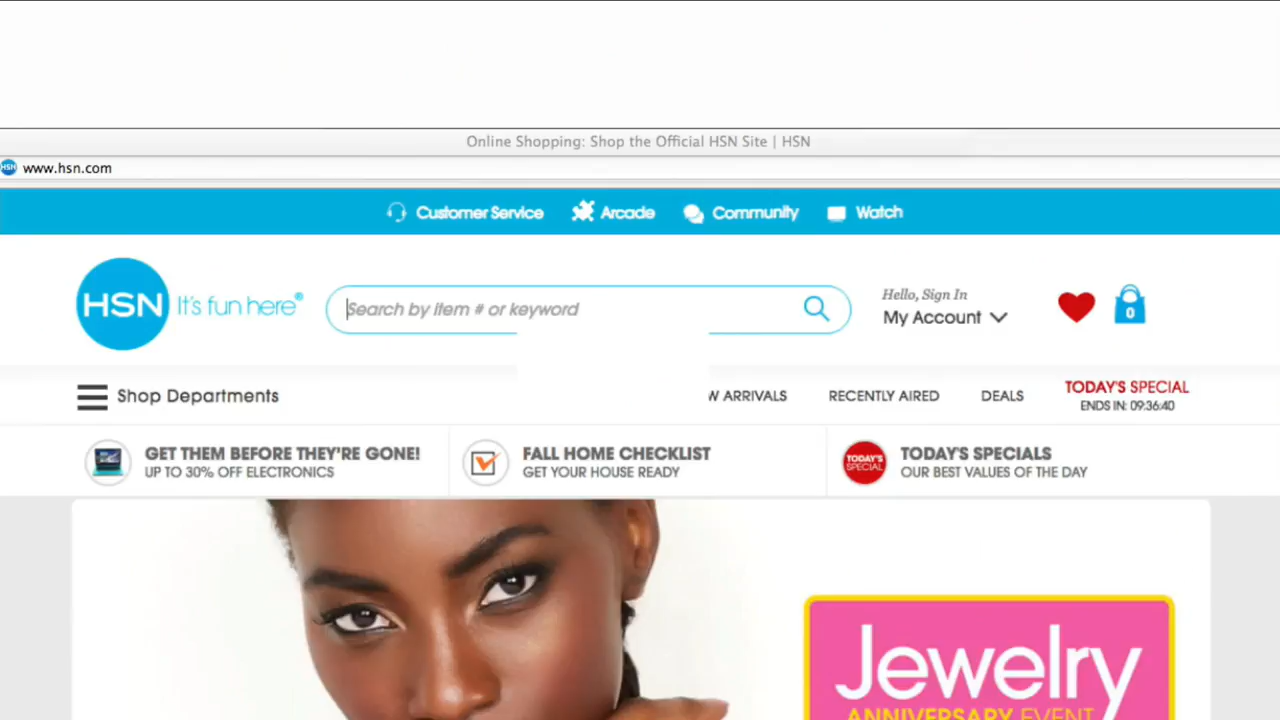 Online Shopping: Shop the Official HSN Site | HSN
HSN www.hsn.com
Customer Service Arcade Community Watch
HSN It's fun here®
Search by item # or keyword
Hello, Sign In
My Account
0
Shop Departments
W ARRIVALS RECENTLY AIRED DEALS
TODAY'S SPECIAL
ENDS IN: 09:36:40
GET THEM BEFORE THEY'RE GONE!
UP TO 30% OFF ELECTRONICS
FALL HOME CHECKLIST
GET YOUR HOUSE READY
TODAY'S SPECIAL
TODAY'S SPECIALS
OUR BEST VALUES OF THE DAY
Jewelry
ANNIVERSARY EVENT